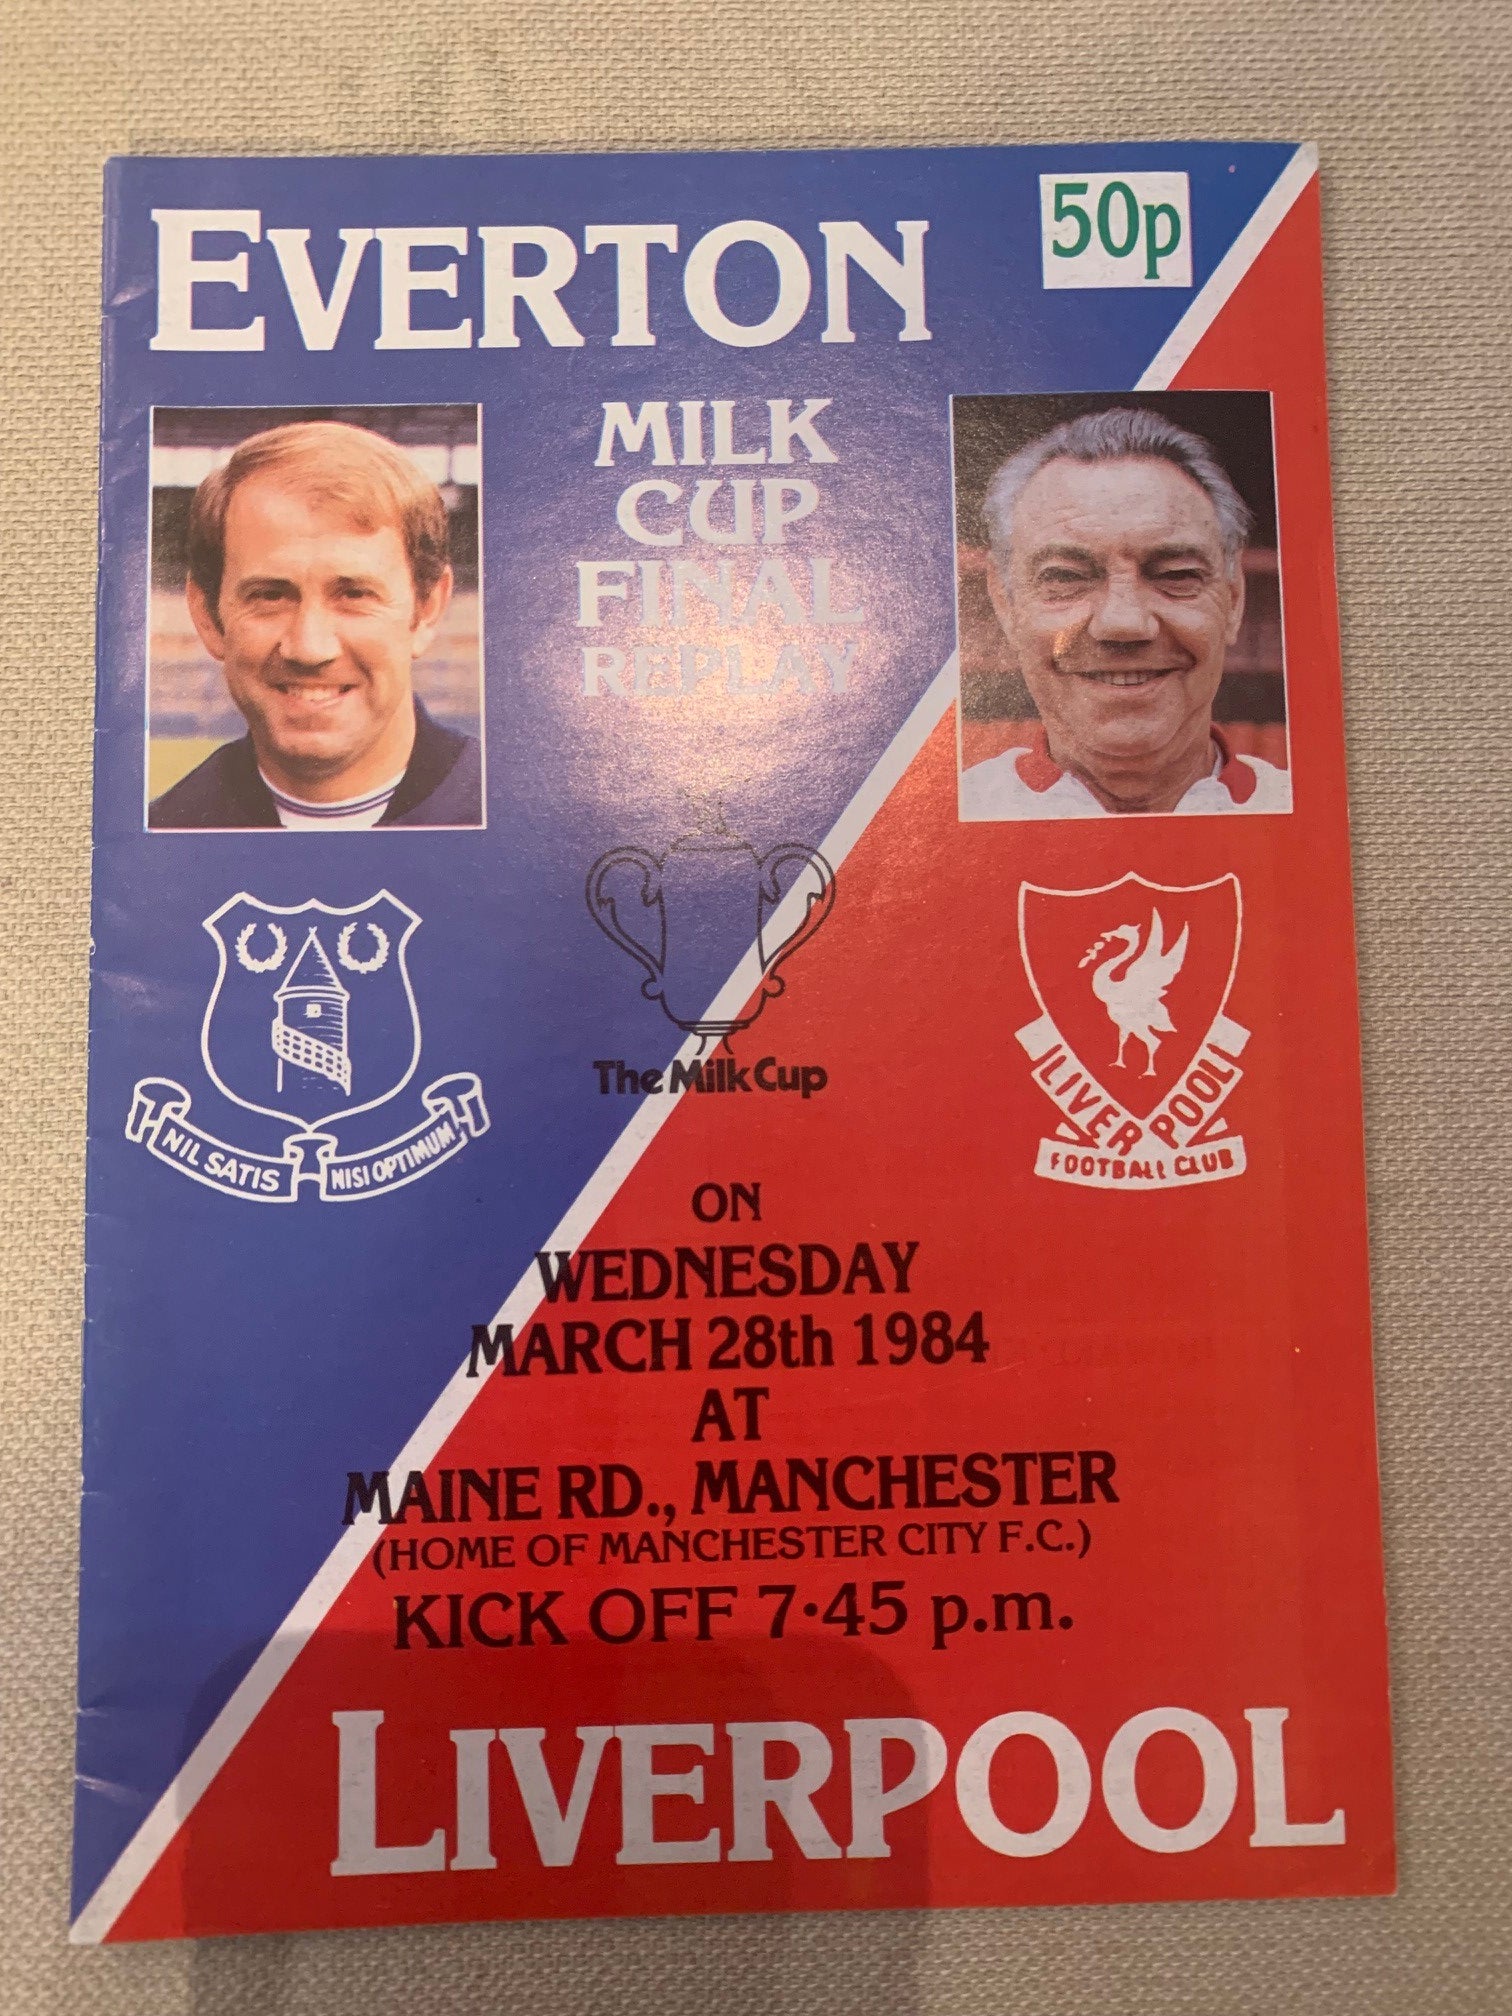 EVERTON
50p
MILK
CUP
FINAL
REPLAY
The Milk Cup
NIL SATIS NISI OPTIMUM
LIVERPOOL
FOOTBALL CLUB
ON
WEDNESDAY
MARCH 28th 1984
AT
MAINE RD., MANCHESTER
(HOME OF MANCHESTER CITY F.C.)
KICK OFF 7·45 p.m.
LIVERPOOL